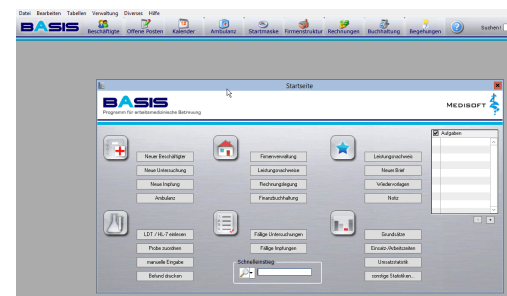 Datei Bearbeiten Tabellen Verwaltung Diverses Hilfe
BASIS Beschäftigte Offene Posten Kalender Ambulanz Startmaske Firmenstruktur Rechnungen Buchhaltung Begehungen Suchen!
Startseite
BASIS
Programm für arbeitsmedizinische Betreuung
MEDISOFT
Aufgaben
Neuer Beschäftigter
Neue Untersuchung
Neue Impfung
Ambulanz
Firmenverwaltung
Leistungsnachweise
Rechnungslegung
Finanzbuchhaltung
Leistungsnachweis
Neuer Brief
Wiedervorlagen
Notiz
LDT / HL-7 einlesen
Probe zuordnen
manuelle Eingabe
Befund drucken
Fällige Untersuchungen
Fällige Impfungen
Schnelleinstieg
Grundsätze
Einsatz-/Arbeitszeiten
Umsatzstatistik
sonstige Statistiken...